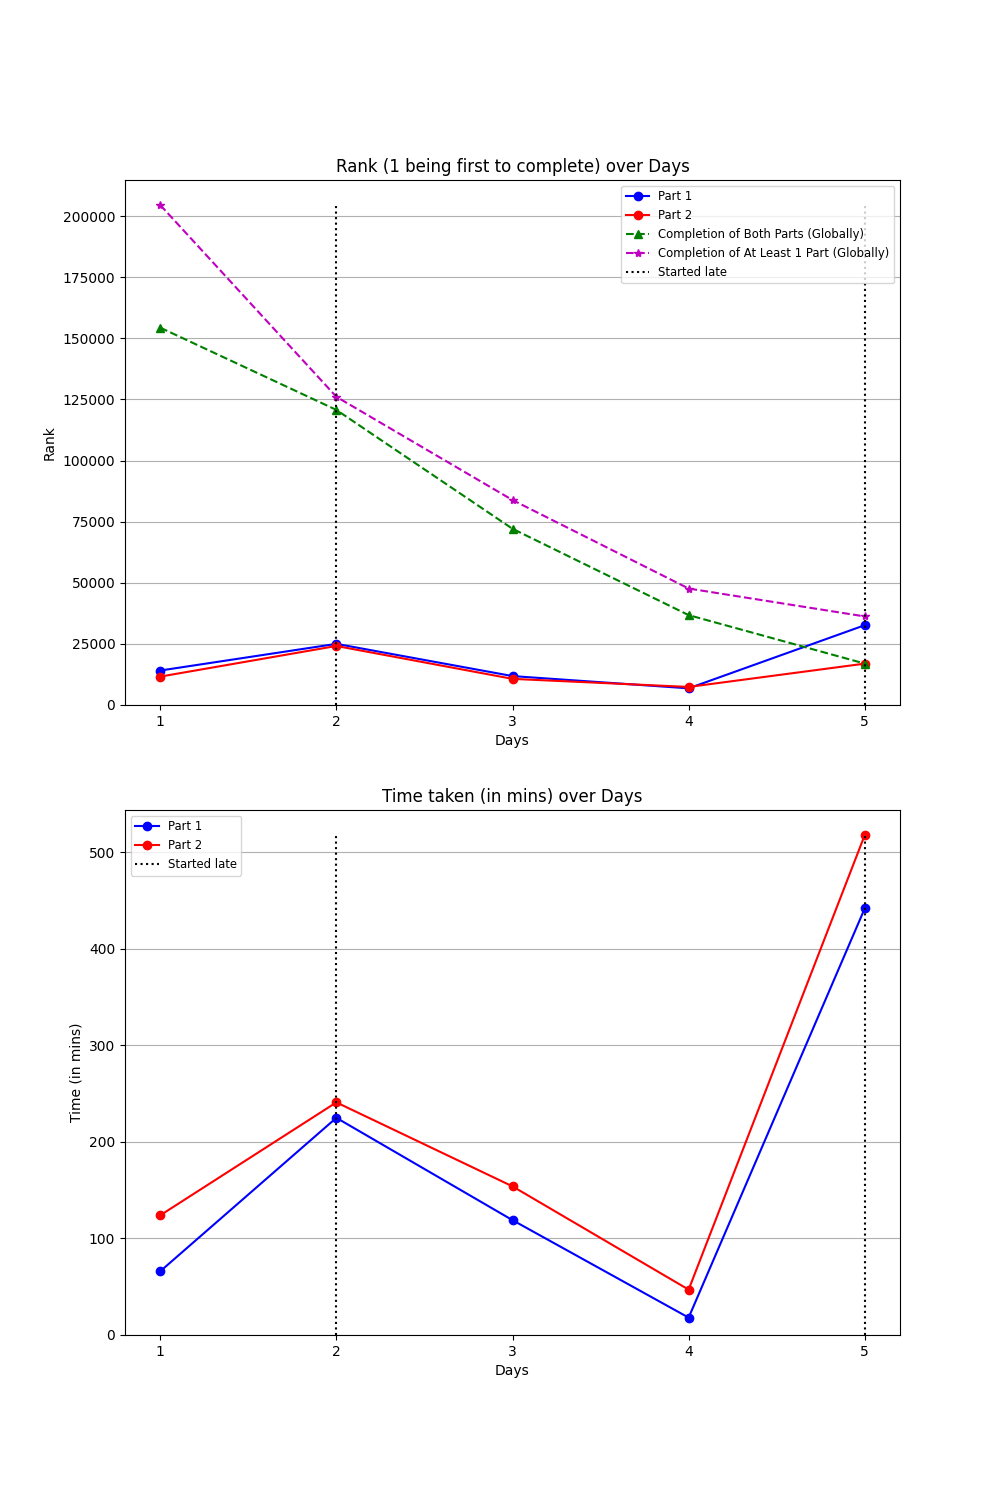 Rank (1 being first to complete) over Days
Part 1
Part 2
Completion of Both Parts (Globally)
Completion of At Least 1 Part (Globally)
Started late
200000
175000
150000
125000
100000
75000
50000
25000
0
Rank
1 2 3 4 5
Days
Time taken (in mins) over Days
Part 1
Part 2
Started late
500
400
300
200
100
0
Time (in mins)
1 2 3 4 5
Days